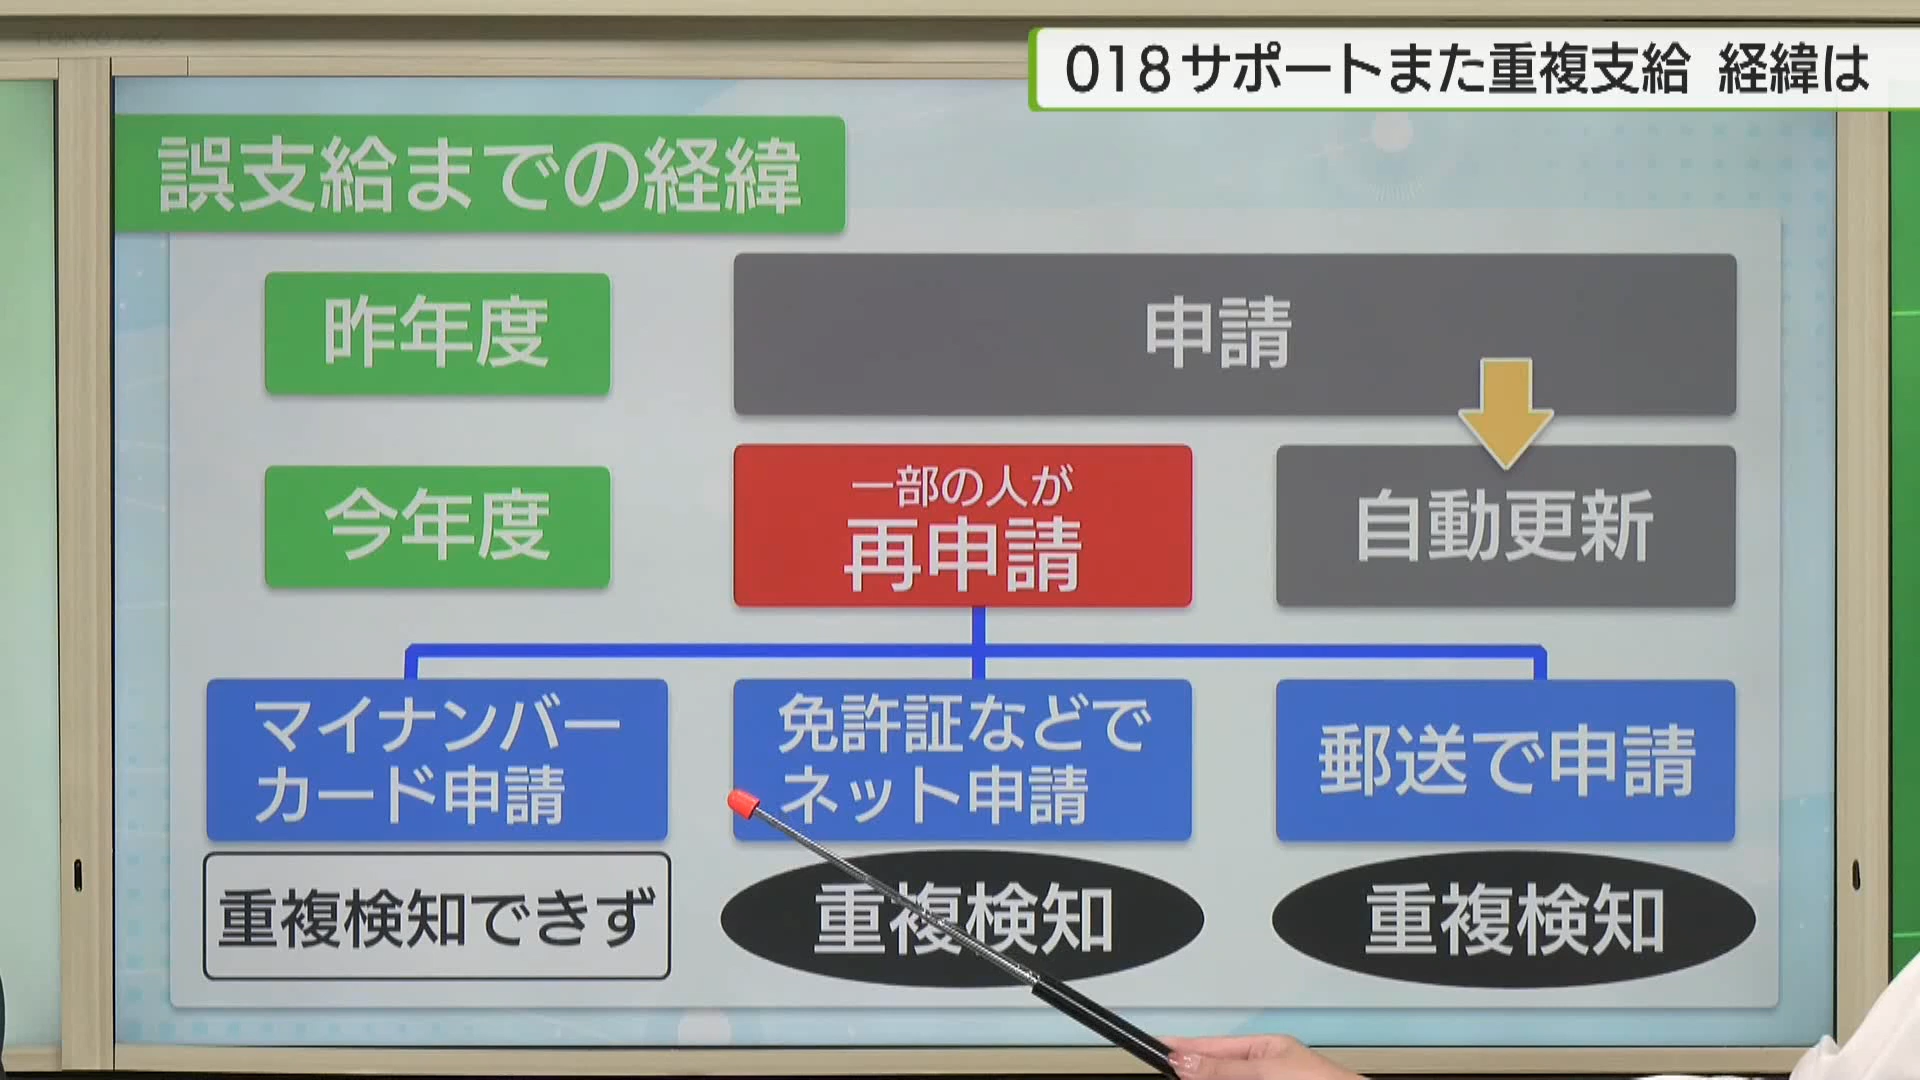 TOKYO MX
018サポートまた重複支給 経緯は
誤支給までの経緯
昨年度
申請
今年度
一部の人が
再申請
自動更新
マイナンバー
カード申請
免許証などで
ネット申請
郵送で申請
重複検知できず
重複検知
重複検知